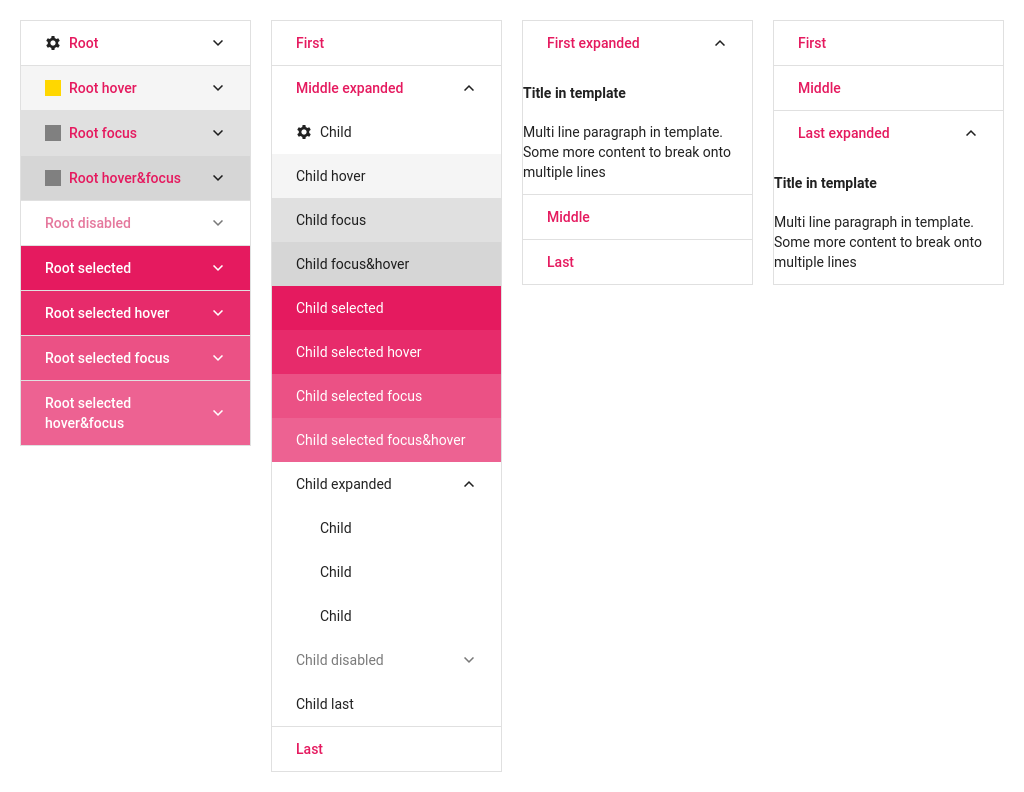 Root
Root hover
Root focus
Root hover&focus
Root disabled
Root selected
Root selected hover
Root selected focus
Root selected
hover&focus
First
Middle expanded
Child
Child hover
Child focus
Child focus&hover
Child selected
Child selected hover
Child selected focus
Child selected focus&hover
Child expanded
Child
Child
Child
Child disabled
Child last
Last
First expanded
Title in template
Multi line paragraph in template.
Some more content to break onto
multiple lines
Middle
Last
First
Middle
Last expanded
Title in template
Multi line paragraph in template.
Some more content to break onto
multiple lines